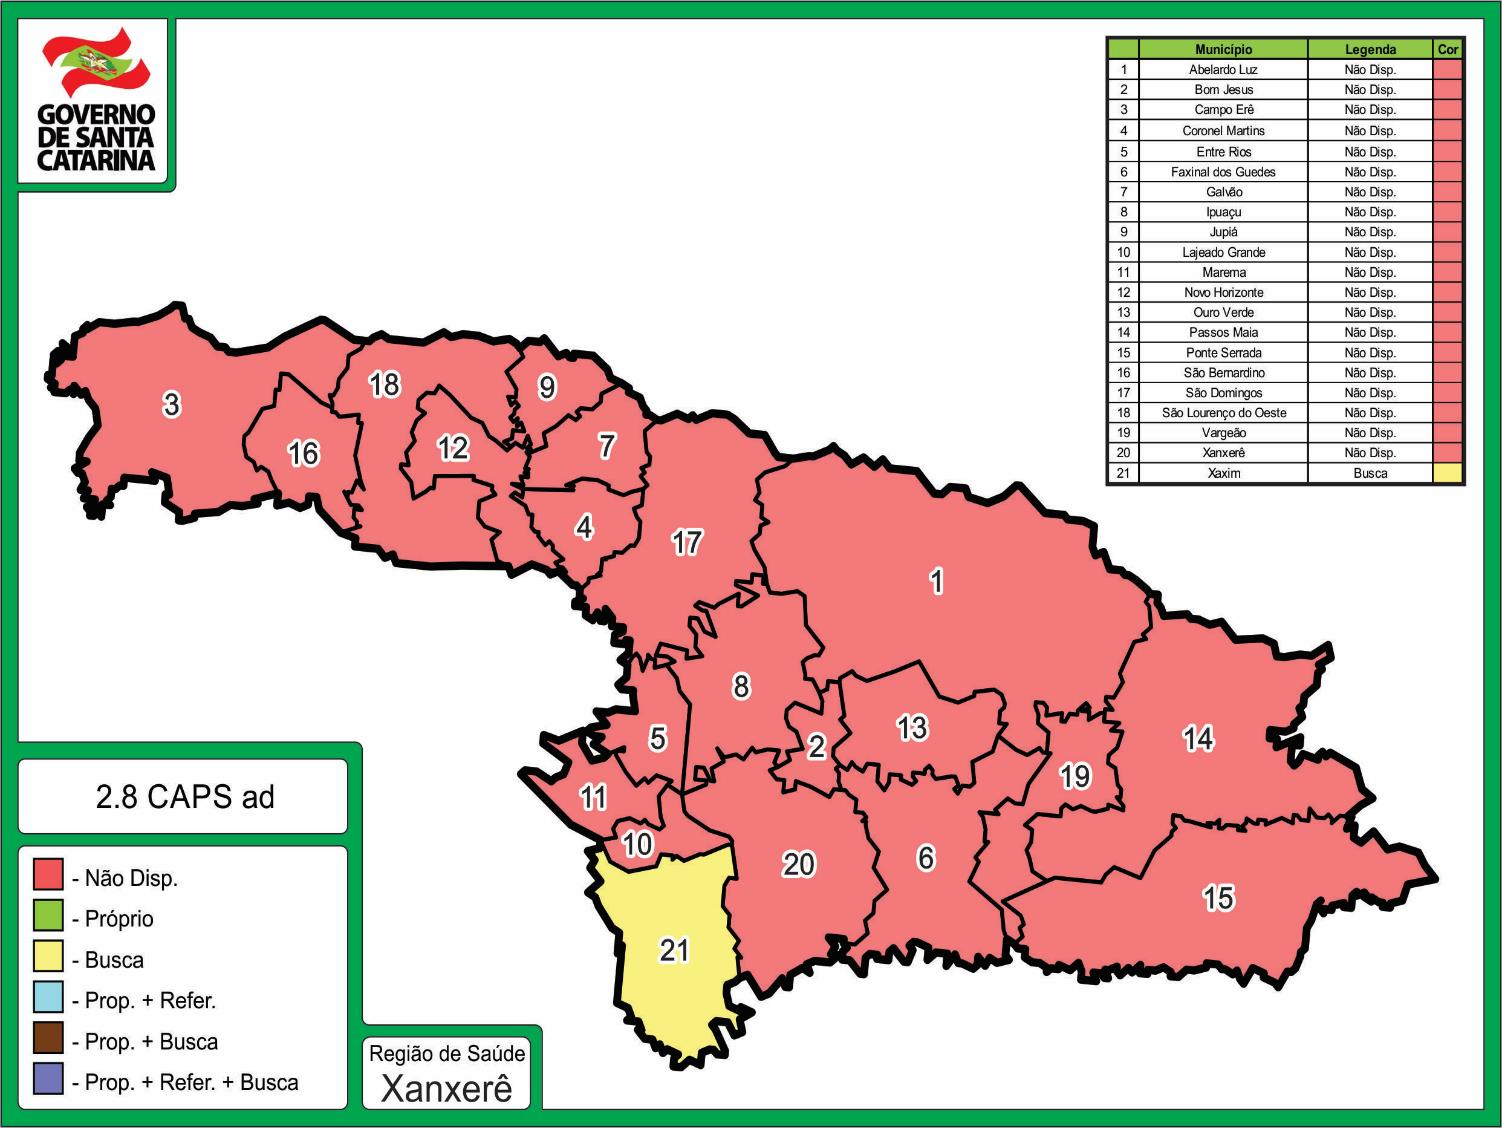 GOVERNO
DE SANTA
CATARINA
Município Legenda Cor
1 Abelardo Luz Não Disp.
2 Bom Jesus Não Disp.
3 Campo Erê Não Disp.
4 Coronel Martins Não Disp.
5 Entre Rios Não Disp.
6 Faxinal dos Guedes Não Disp.
7 Galvão Não Disp.
8 Ipuaçu Não Disp.
9 Jupiá Não Disp.
10 Lajeado Grande Não Disp.
11 Marema Não Disp.
12 Novo Horizonte Não Disp.
13 Ouro Verde Não Disp.
14 Passos Maia Não Disp.
15 Ponte Serrada Não Disp.
16 São Bernardino Não Disp.
17 São Domingos Não Disp.
18 São Lourenço do Oeste Não Disp.
19 Vargeão Não Disp.
20 Xanxerê Não Disp.
21 Xaxim Busca
3
18
9
16
12
7
4
17
1
8
5
2
13
19
14
11
10
20
6
15
21
2.8 CAPS ad
- Não Disp.
- Próprio
- Busca
- Prop. + Refer.
- Prop. + Busca
- Prop. + Refer. + Busca
Região de Saúde
Xanxerê